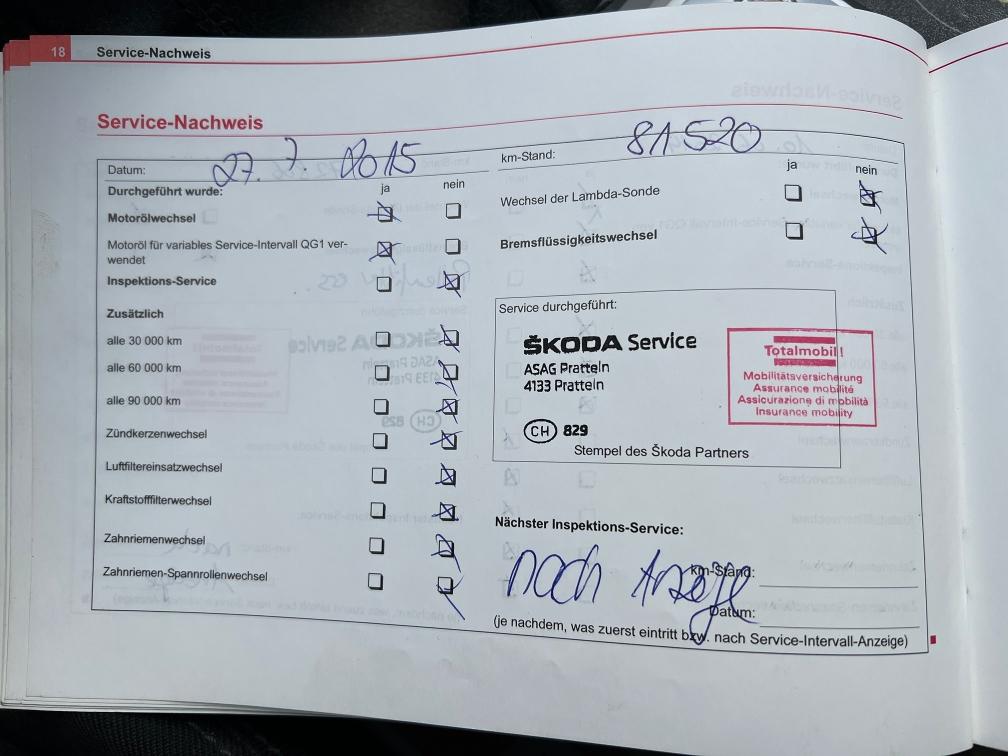 18 Service-Nachweis
Service-Nachweis
Datum: 27. 7. 2015
km-Stand: 81 520
Durchgeführt wurde: ja nein
Motorölwechsel
Motoröl für variables Service-Intervall QG1 ver-
wendet
Inspektions-Service
Zusätzlich
alle 30 000 km
alle 60 000 km
alle 90 000 km
Zündkerzenwechsel
Luftfiltereinsatzwechsel
Kraftstofffilterwechsel
Zahnriemenwechsel
Zahnriemen-Spannrollenwechsel
ja nein
Wechsel der Lambda-Sonde
Bremsflüssigkeitswechsel
Service durchgeführt:
ŠKODA Service
ASAG Pratteln
4133 Pratteln
CH 829
Totalmobil!
Mobilitätsversicherung
Assurance mobilité
Assicurazione di mobilità
Insurance mobility
Stempel des Škoda Partners
Nächster Inspektions-Service:
nach Anzeige
km-Stand:
Datum:
(je nachdem, was zuerst eintritt bzw. nach Service-Intervall-Anzeige)